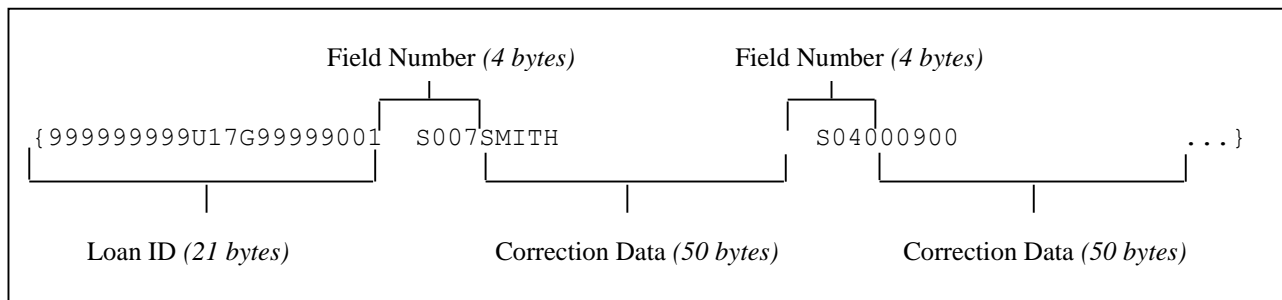 Field Number (4 bytes) Field Number (4 bytes)
{999999999U17G99999001 S007SMITH S04000900 ...}
Loan ID (21 bytes) Correction Data (50 bytes) Correction Data (50 bytes)